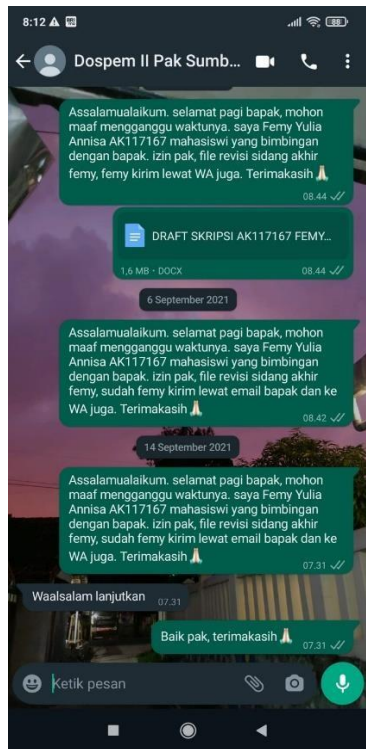 8:12
88
Dospem II Pak Sumb...
Assalamualaikum. selamat pagi bapak, mohon
maaf mengganggu waktunya. saya Femy Yulia
Annisa AK117167 mahasiswi yang bimbingan
dengan bapak. izin pak, file revisi sidang akhir
femy, femy kirim lewat WA juga. Terimakasih 🙏🏻
08.44
DRAFT SKRIPSI AK117167 FEMY...
1,6 MB • DOCX 08.44
6 September 2021
Assalamualaikum. selamat pagi bapak, mohon
maaf mengganggu waktunya. saya Femy Yulia
Annisa AK117167 mahasiswi yang bimbingan
dengan bapak. izin pak, file revisi sidang akhir
femy, sudah femy kirim lewat email bapak dan ke
WA juga. Terimakasih 🙏🏻
08.42
14 September 2021
Assalamualaikum. selamat pagi bapak, mohon
maaf mengganggu waktunya. saya Femy Yulia
Annisa AK117167 mahasiswi yang bimbingan
dengan bapak. izin pak, file revisi sidang akhir
femy, sudah femy kirim lewat email bapak dan ke
WA juga. Terimakasih 🙏🏻
07.31
Waalsalam lanjutkan 07.31
Baik pak, terimakasih 🙏🏻 07.31
Ketik pesan